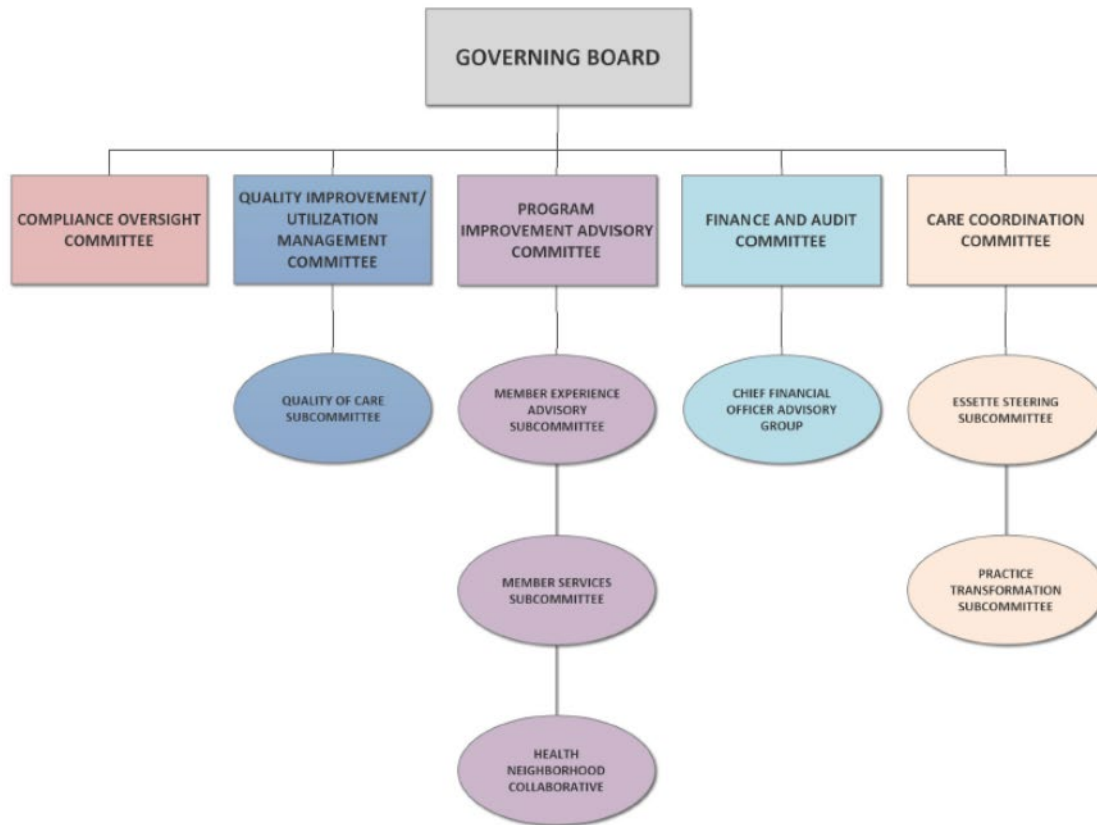 GOVERNING BOARD
COMPLIANCE OVERSIGHT
COMMITTEE
QUALITY IMPROVEMENT/
UTILIZATION
MANAGEMENT
COMMITTEE
PROGRAM
IMPROVEMENT ADVISORY
COMMITTEE
FINANCE AND AUDIT
COMMITTEE
CARE COORDINATION
COMMITTEE
QUALITY OF CARE
SUBCOMMITTEE
MEMBER EXPERIENCE
ADVISORY
SUBCOMMITTEE
CHIEF FINANCIAL
OFFICER ADVISORY
GROUP
ESSETTE STEERING
SUBCOMMITTEE
MEMBER SERVICES
SUBCOMMITTEE
PRACTICE
TRANSFORMATION
SUBCOMMITTEE
HEALTH
NEIGHBORHOOD
COLLABORATIVE